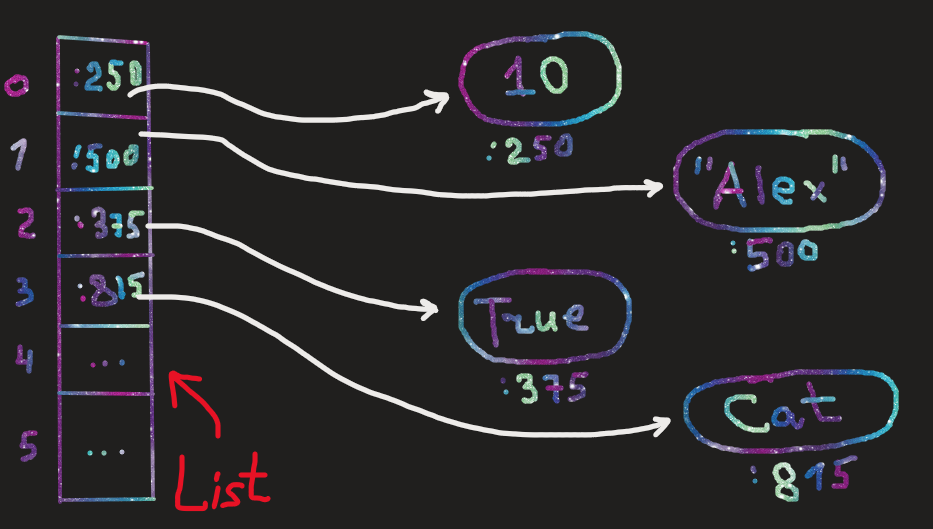 0 :250
1 :500
2 :375
3 :815
4 ...
5 ...
List
10
:250
"Alex"
:500
True
:375
Cat
:815